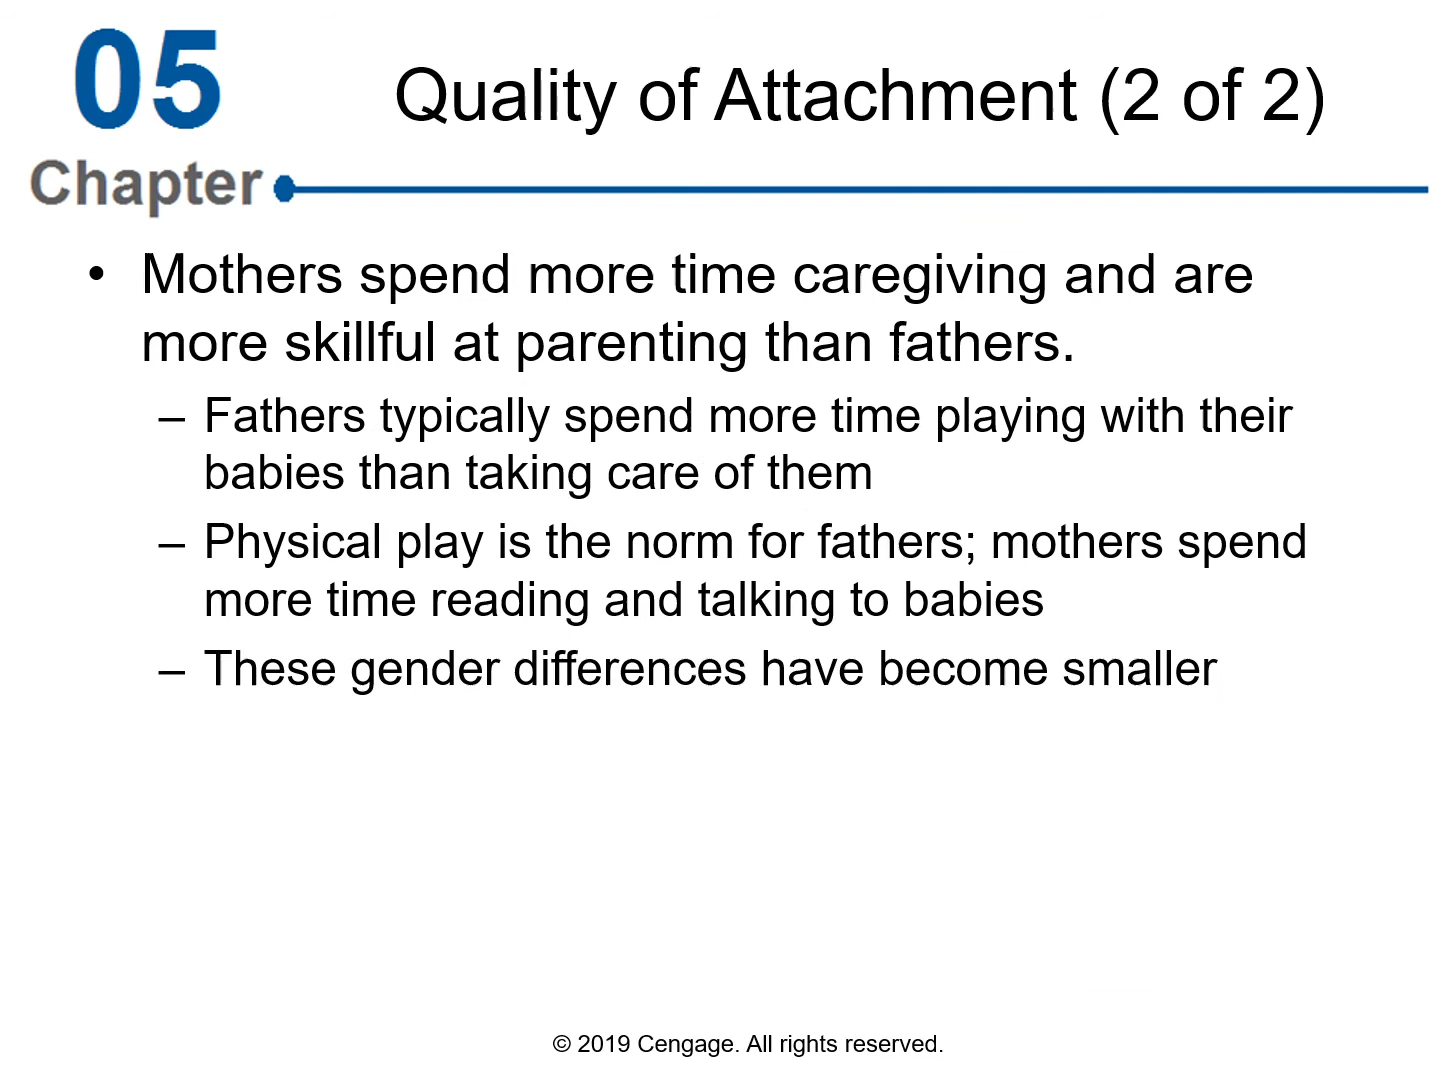 05
Chapter
Quality of Attachment (2 of 2)
• Mothers spend more time caregiving and are
more skillful at parenting than fathers.
– Fathers typically spend more time playing with their
babies than taking care of them
– Physical play is the norm for fathers; mothers spend
more time reading and talking to babies
– These gender differences have become smaller
© 2019 Cengage. All rights reserved.